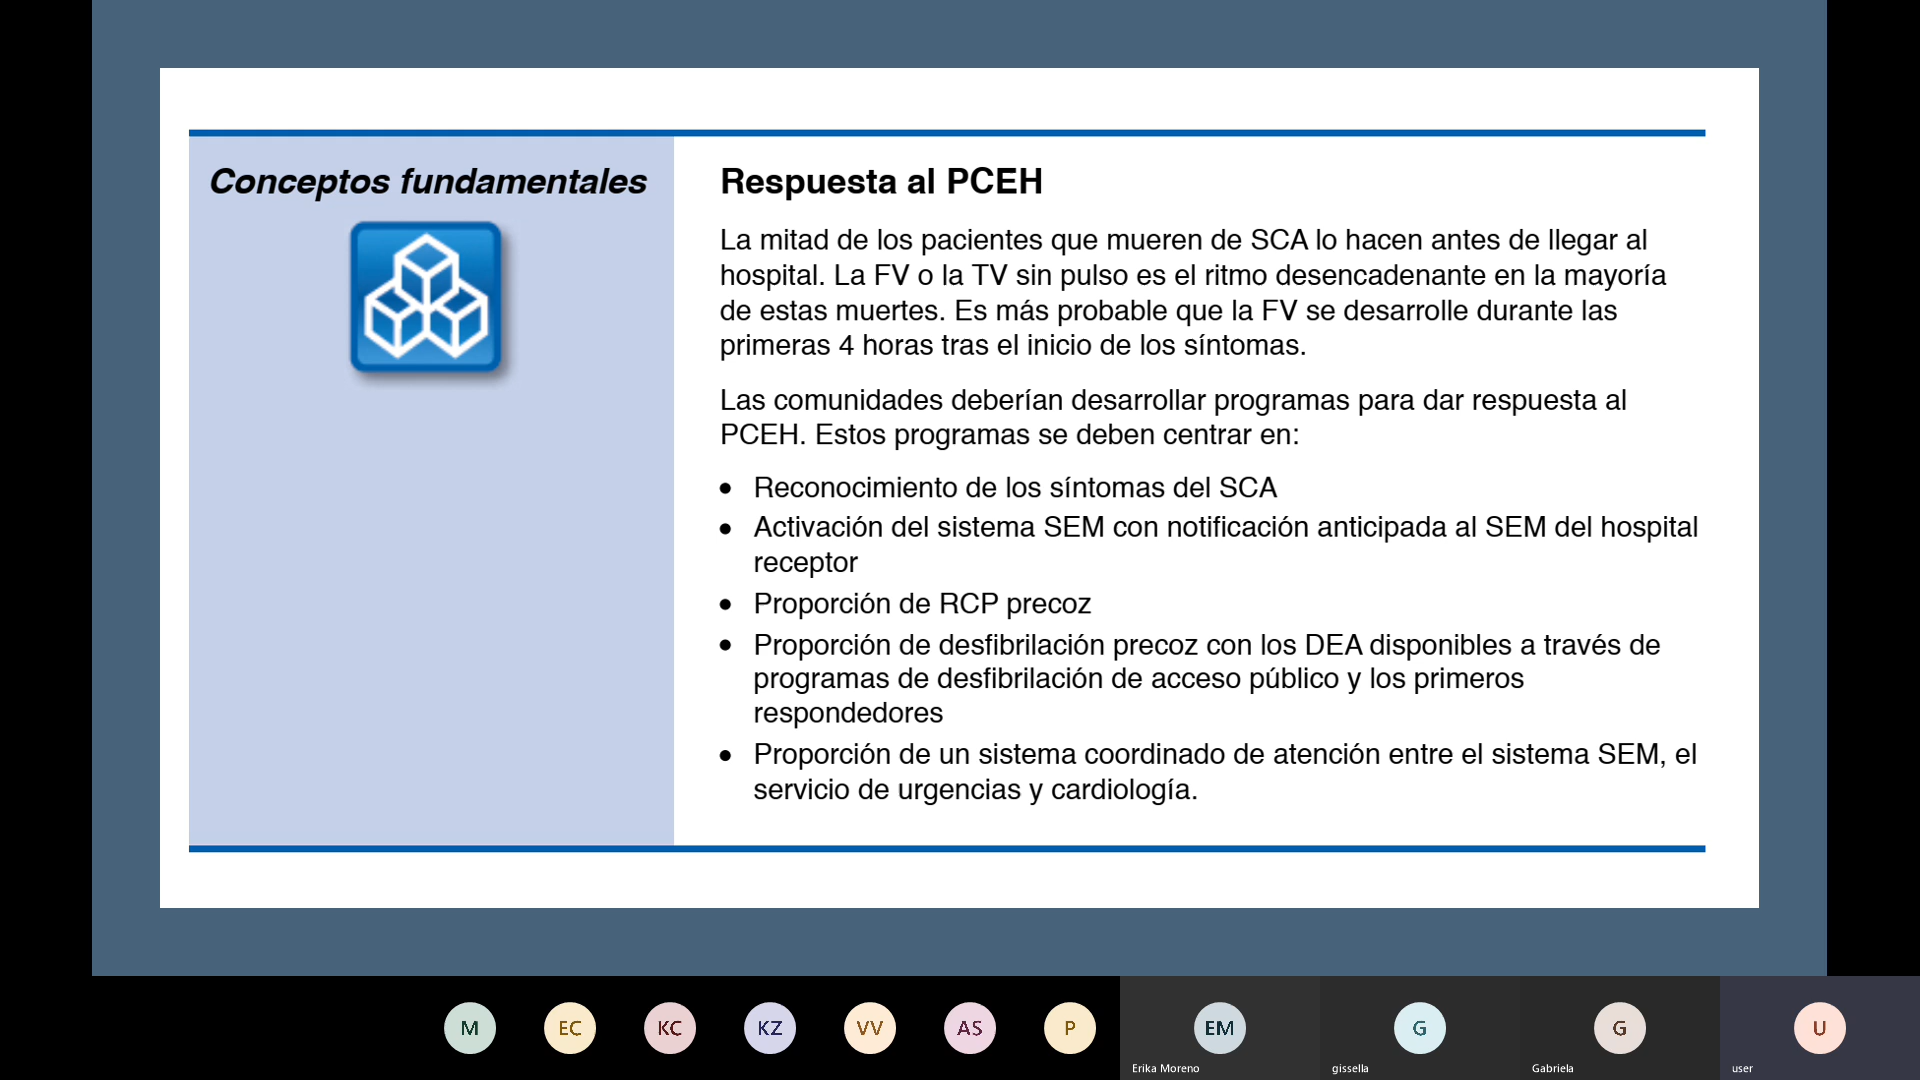 Conceptos fundamentales
Respuesta al PCEH
La mitad de los pacientes que mueren de SCA lo hacen antes de llegar al
hospital. La FV o la TV sin pulso es el ritmo desencadenante en la mayoría
de estas muertes. Es más probable que la FV se desarrolle durante las
primeras 4 horas tras el inicio de los síntomas.
Las comunidades deberían desarrollar programas para dar respuesta al
PCEH. Estos programas se deben centrar en:
• Reconocimiento de los síntomas del SCA
• Activación del sistema SEM con notificación anticipada al SEM del hospital
receptor
• Proporción de RCP precoz
• Proporción de desfibrilación precoz con los DEA disponibles a través de
programas de desfibrilación de acceso público y los primeros
respondedores
• Proporción de un sistema coordinado de atención entre el sistema SEM, el
servicio de urgencias y cardiología.
M EC KC KZ VV AS P EM G G U
Erika Moreno gissella Gabriela user